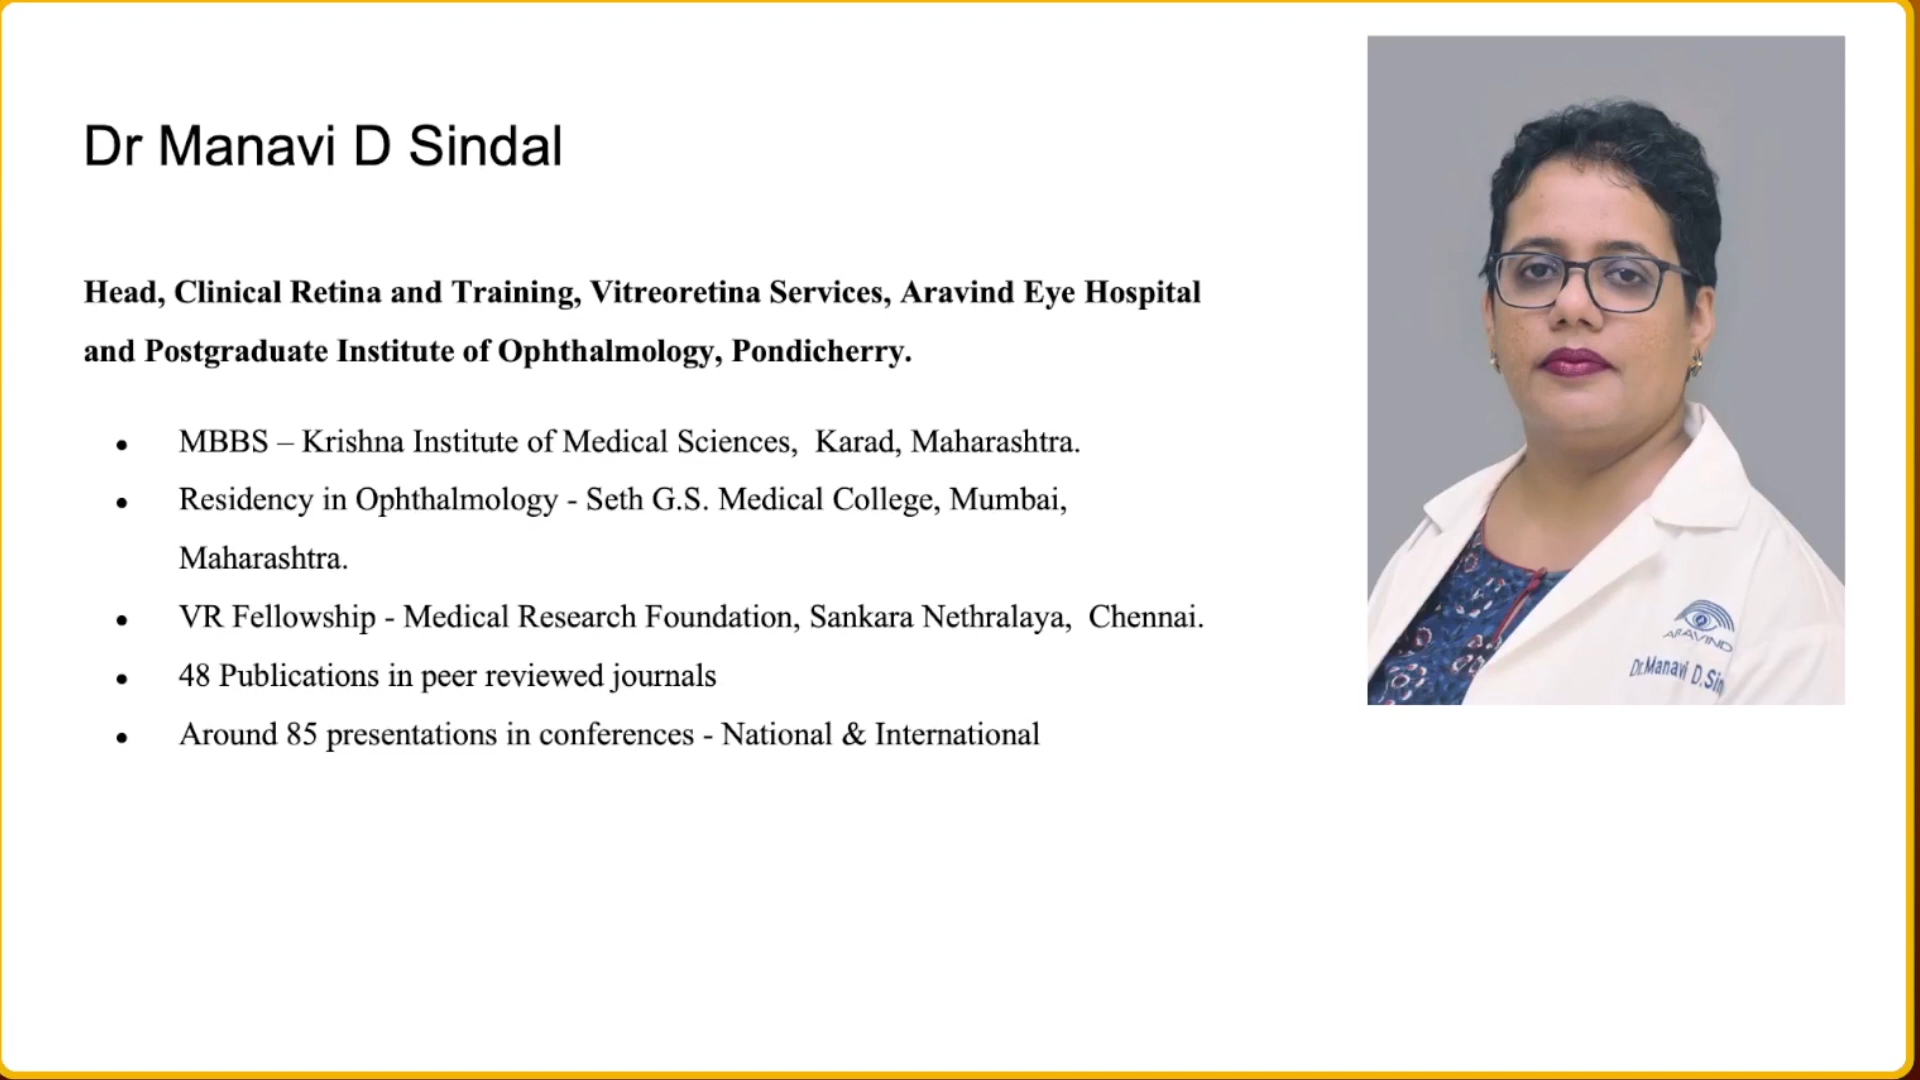 Dr Manavi D Sindal
Head, Clinical Retina and Training, Vitreoretina Services, Aravind Eye Hospital
and Postgraduate Institute of Ophthalmology, Pondicherry.
● MBBS – Krishna Institute of Medical Sciences,  Karad, Maharashtra.
● Residency in Ophthalmology - Seth G.S. Medical College, Mumbai,
Maharashtra.
● VR Fellowship - Medical Research Foundation, Sankara Nethralaya,  Chennai.
● 48 Publications in peer reviewed journals
● Around 85 presentations in conferences - National & International
ARAVIND
Dr.Manavi D.Sin